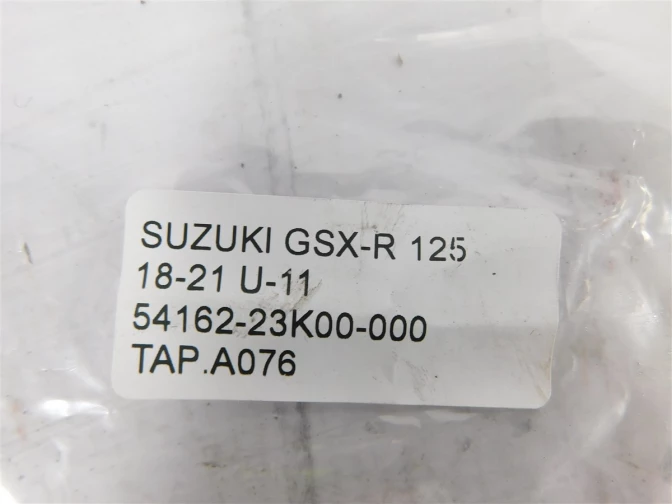 SUZUKI GSX-R 125
18-21 U-11
54162-23K00-000
TAP.A076